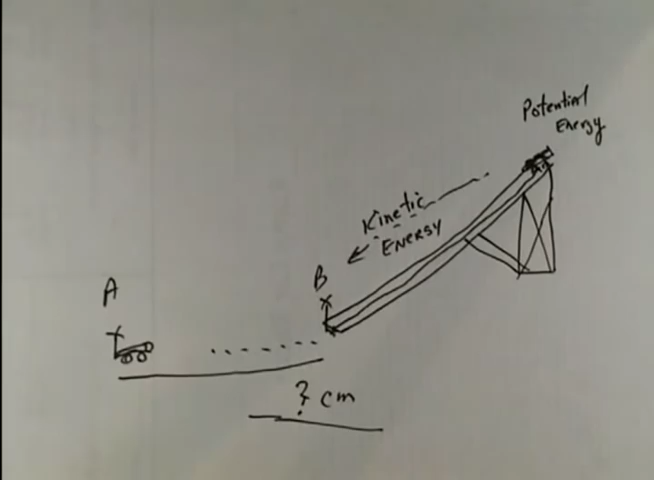 Potential
Energy
Kinetic
ENERGY
B
x
A
x
? cm